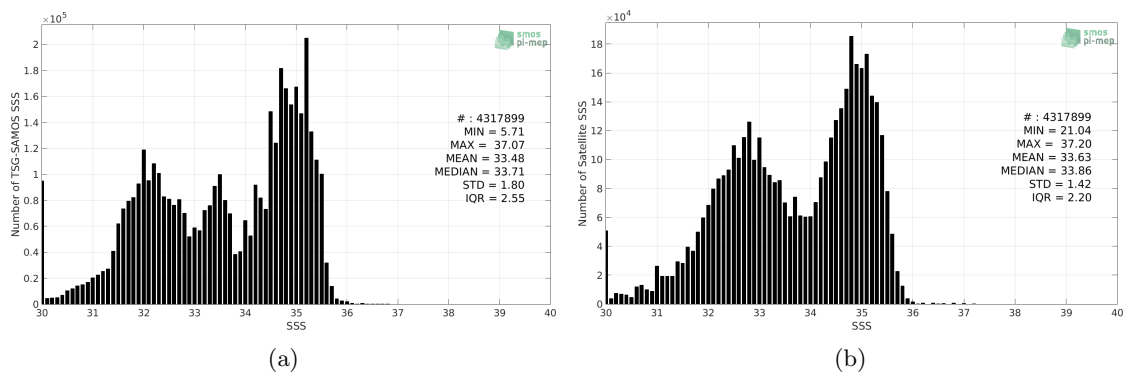 ×10⁵
smos
pi-mep
2
1.8
1.6
1.4
1.2
1
0.8
0.6
0.4
0.2
0
Number of TSG-SAMOS SSS
# : 4317899
MIN = 5.71
MAX = 37.07
MEAN = 33.48
MEDIAN = 33.71
STD = 1.80
IQR = 2.55
30 31 32 33 34 35 36 37 38 39 40
SSS
(a)
×10⁴
smos
pi-mep
18
16
14
12
10
8
6
4
2
0
Number of Satellite SSS
# : 4317899
MIN = 21.04
MAX = 37.20
MEAN = 33.63
MEDIAN = 33.86
STD = 1.42
IQR = 2.20
30 31 32 33 34 35 36 37 38 39 40
SSS
(b)